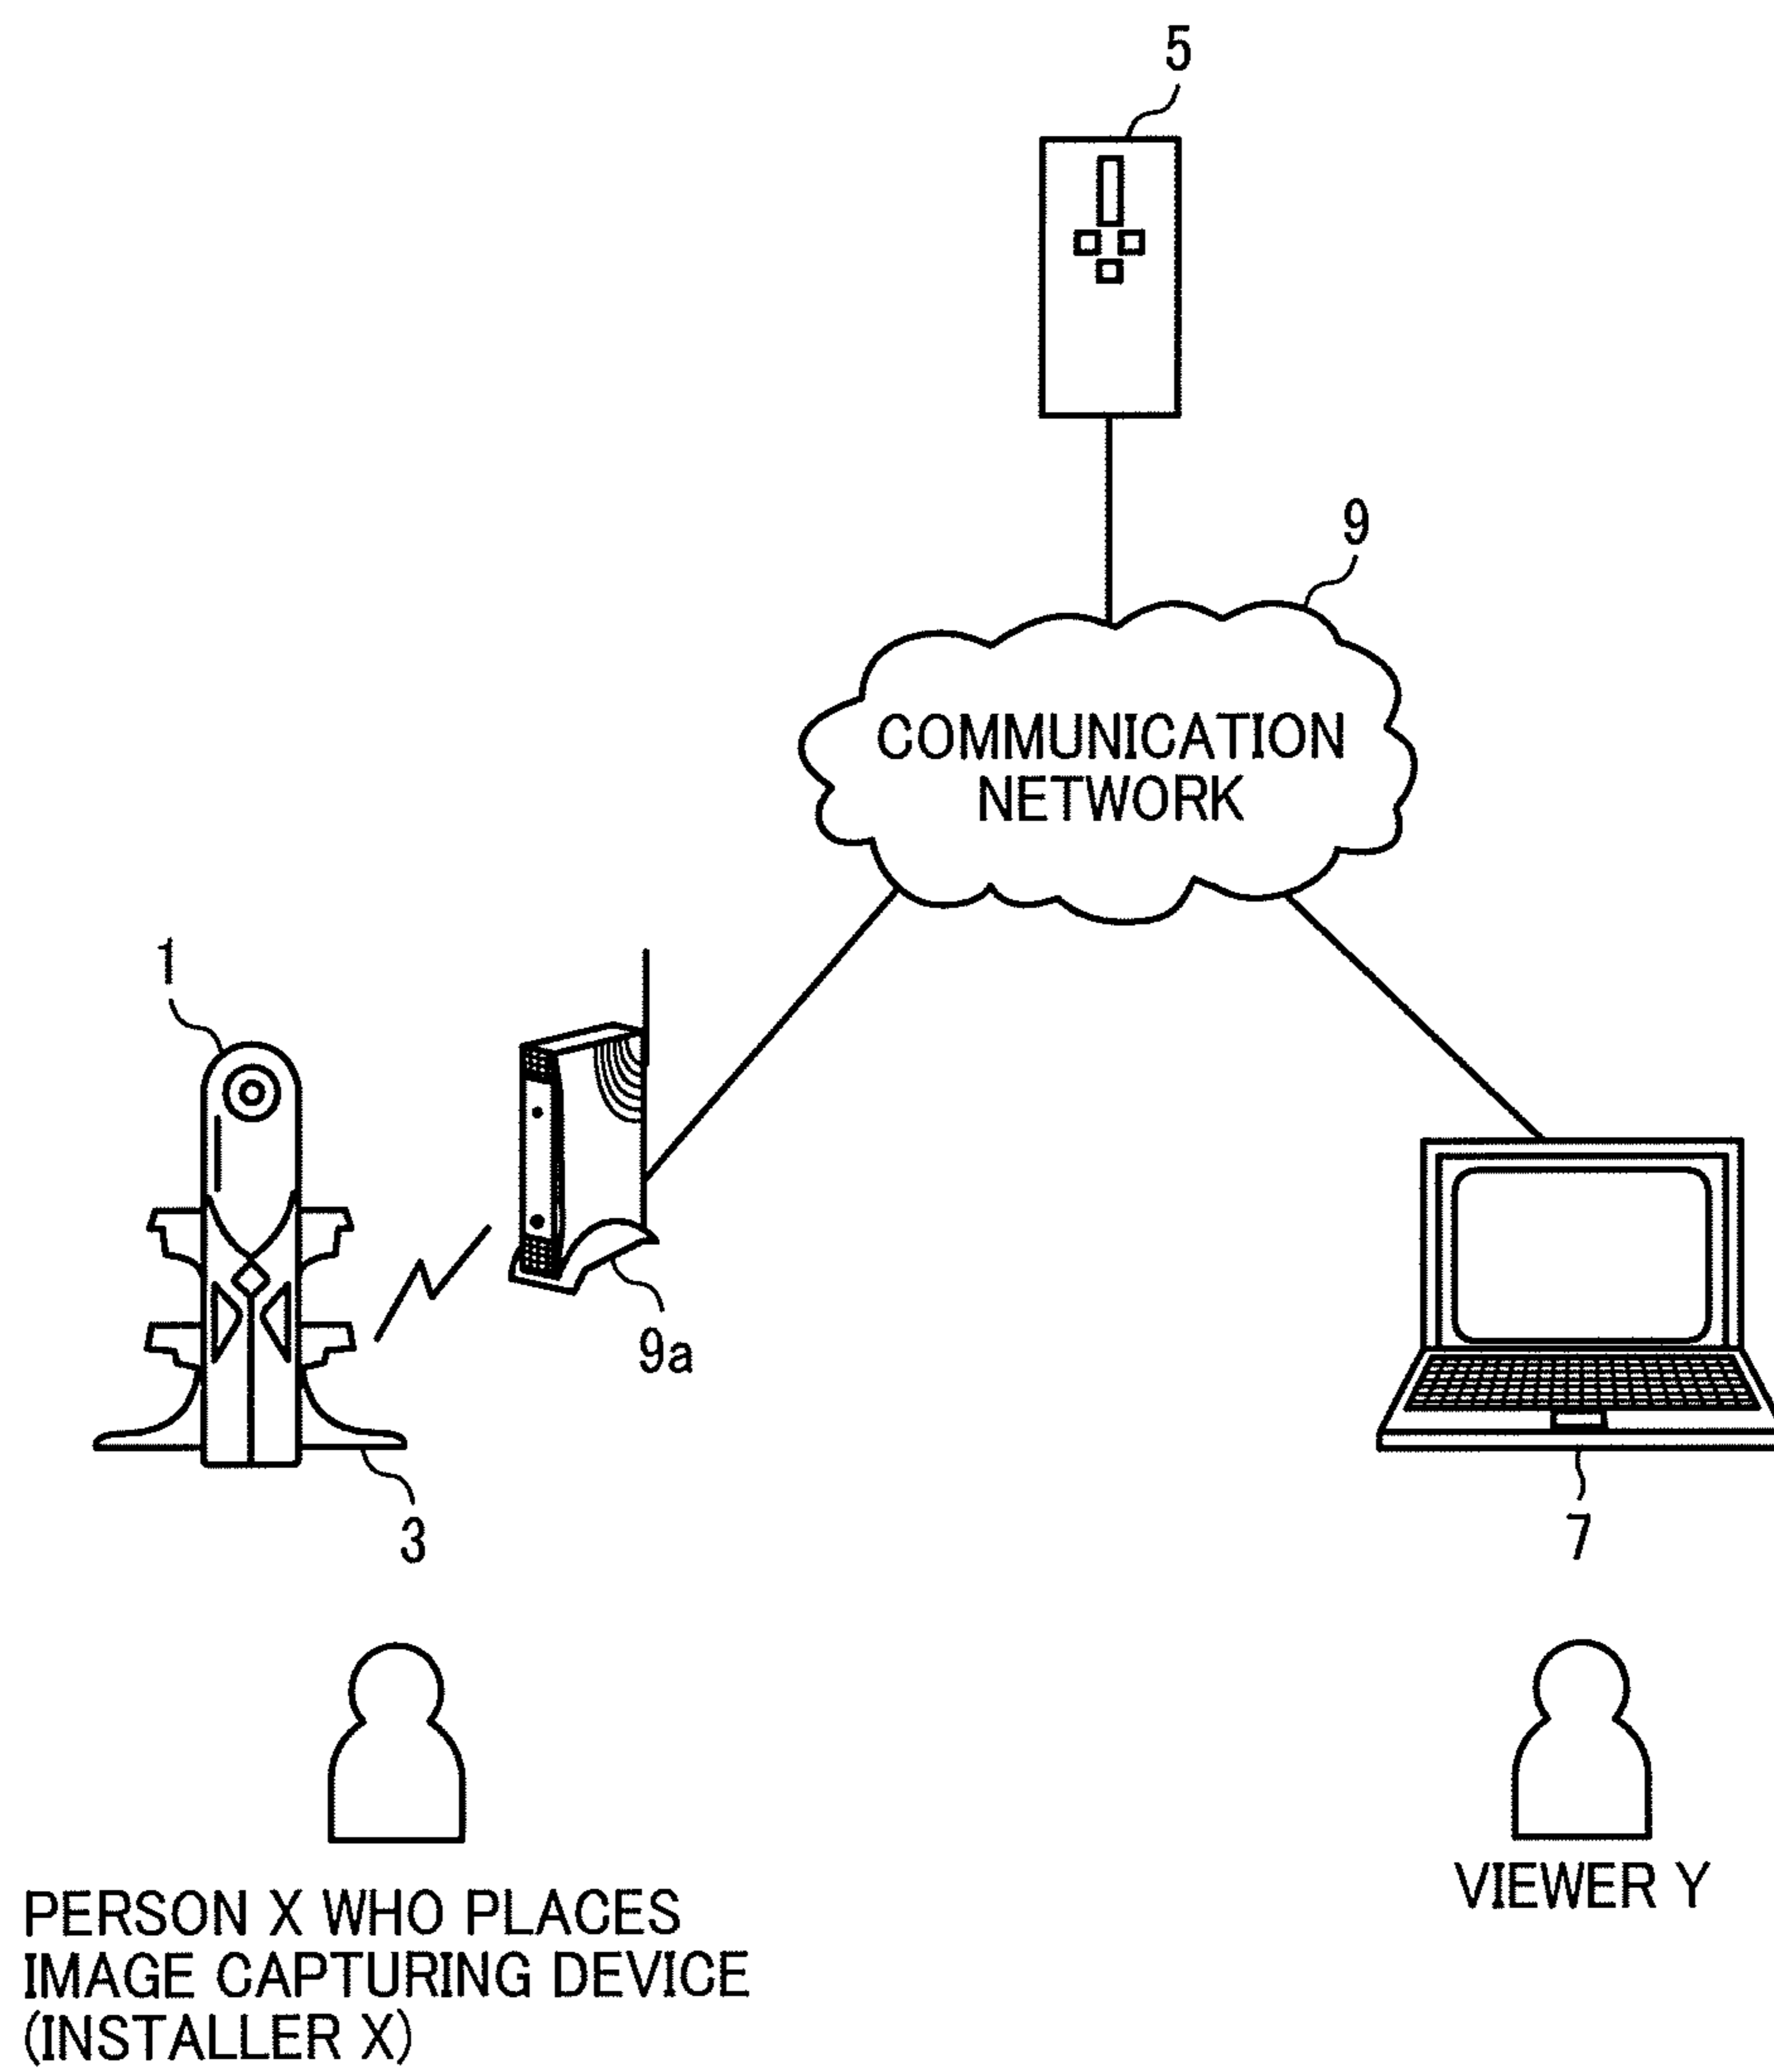 5
9
COMMUNICATION
NETWORK
1
9a
3
7
PERSON X WHO PLACES
IMAGE CAPTURING DEVICE
(INSTALLER X)
VIEWER Y